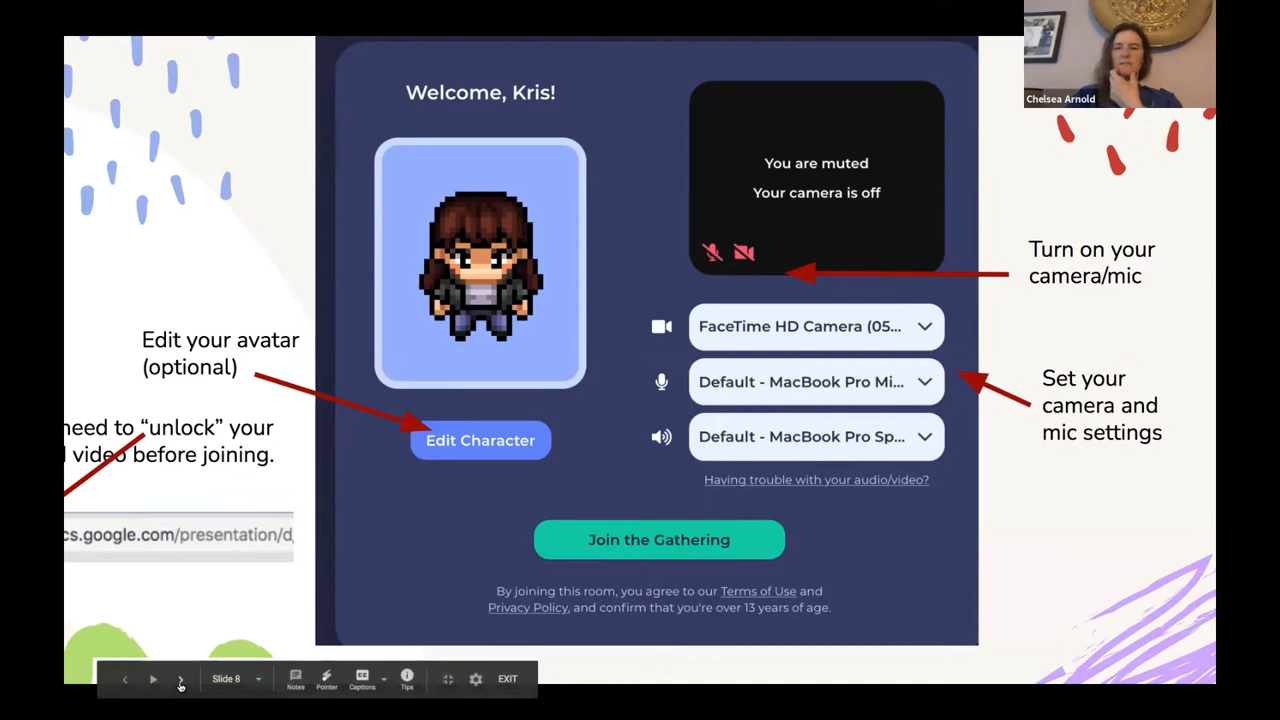 Chelsea Arnold
Welcome, Kris!
You are muted
Your camera is off
Turn on your
camera/mic
Edit your avatar
(optional)
FaceTime HD Camera (05...
Default - MacBook Pro Mi...
Default - MacBook Pro Sp...
Set your
camera and
mic settings
need to “unlock” your
video before joining.
Edit Character
Having trouble with your audio/video?
cs.google.com/presentation/d
Join the Gathering
By joining this room, you agree to our Terms of Use and
Privacy Policy, and confirm that you're over 13 years of age.
Slide 8
Notes
Pointer
Captions
Tips
EXIT